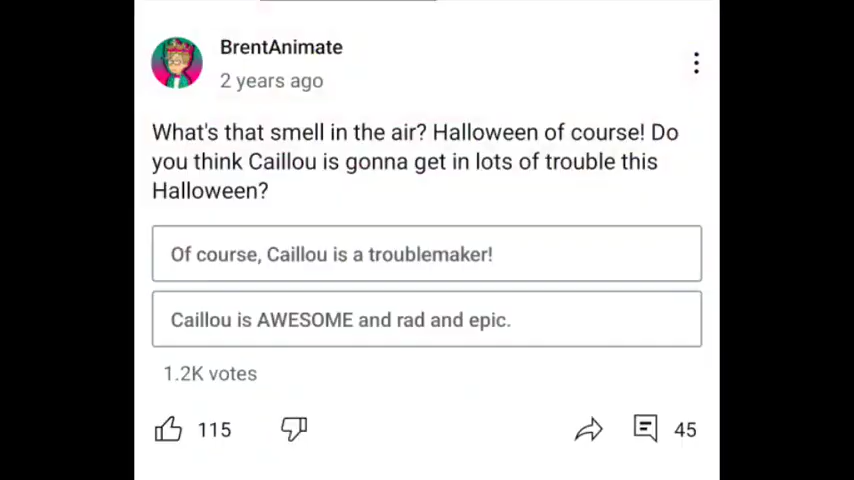 BrentAnimate
2 years ago
What's that smell in the air? Halloween of course! Do
you think Caillou is gonna get in lots of trouble this
Halloween?
Of course, Caillou is a troublemaker!
Caillou is AWESOME and rad and epic.
1.2K votes
115
45